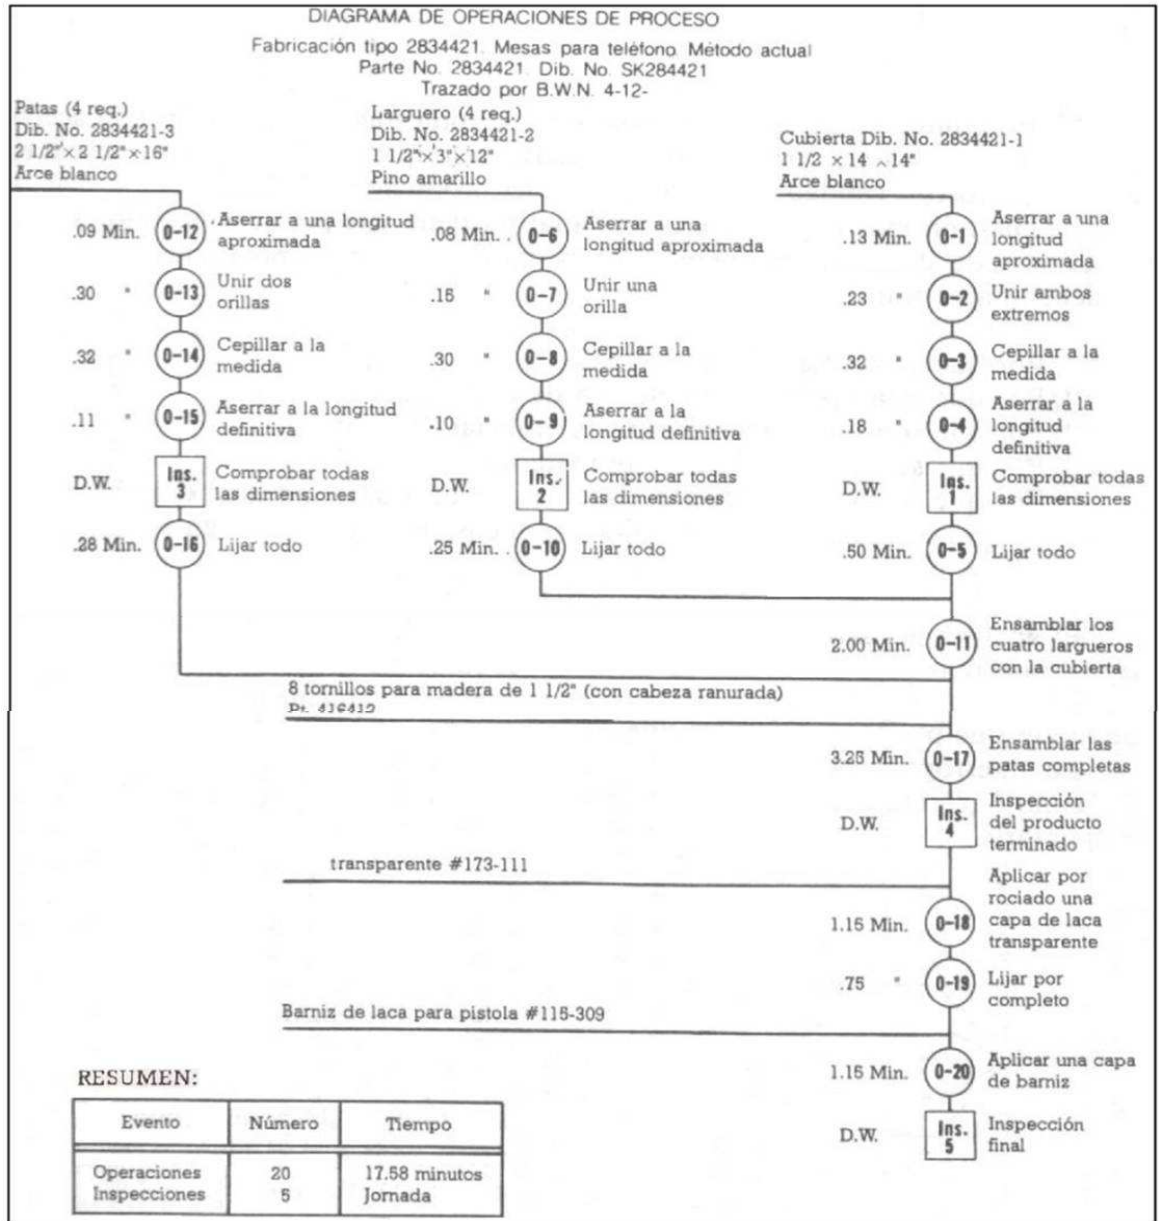 DIAGRAMA DE OPERACIONES DE PROCESO
Fabricación tipo 2834421. Mesas para teléfono. Método actual
Parte No. 2834421. Dib. No. SK284421
Trazado por B.W.N. 4-12-
Patas (4 req.)
Dib. No. 2834421-3
2 1/2" × 2 1/2" × 16"
Arce blanco
Larguero (4 req.)
Dib. No. 2834421-2
1 1/2" × 3" × 12"
Pino amarillo
Cubierta Dib. No. 2834421-1
1 1/2 × 14 × 14"
Arce blanco
.09 Min.
0-12
Aserrar a una longitud
aproximada
.30 "
0-13
Unir dos
orillas
.32 "
0-14
Cepillar a la
medida
.11 "
0-15
Aserrar a la longitud
definitiva
D.W.
Ins.
3
Comprobar todas
las dimensiones
.28 Min.
0-16
Lijar todo
.08 Min.
0-6
Aserrar a una
longitud aproximada
.15 "
0-7
Unir una
orilla
.30 "
0-8
Cepillar a la
medida
.10 "
0-9
Aserrar a la
longitud definitiva
D.W.
Ins.
2
Comprobar todas
las dimensiones
.25 Min.
0-10
Lijar todo
.13 Min.
0-1
Aserrar a una
longitud
aproximada
.23 "
0-2
Unir ambos
extremos
.32 "
0-3
Cepillar a la
medida
.18 "
0-4
Aserrar a la
longitud
definitiva
D.W.
Ins.
1
Comprobar todas
las dimensiones
.50 Min.
0-5
Lijar todo
2.00 Min.
0-11
Ensamblar los
cuatro largueros
con la cubierta
8 tornillos para madera de 1 1/2" (con cabeza ranurada)
Pt.
3.25 Min.
0-17
Ensamblar las
patas completas
D.W.
Ins.
4
Inspección
del producto
terminado
transparente #173-111
1.15 Min.
0-18
Aplicar por
rociado una
capa de laca
transparente
.75 "
0-19
Lijar por
completo
Barniz de laca para pistola #115-309
1.15 Min.
0-20
Aplicar una capa
de barniz
D.W.
Ins.
5
Inspección
final
RESUMEN:
Evento Número Tiempo
Operaciones 20 17.58 minutos
Inspecciones 5 Jornada